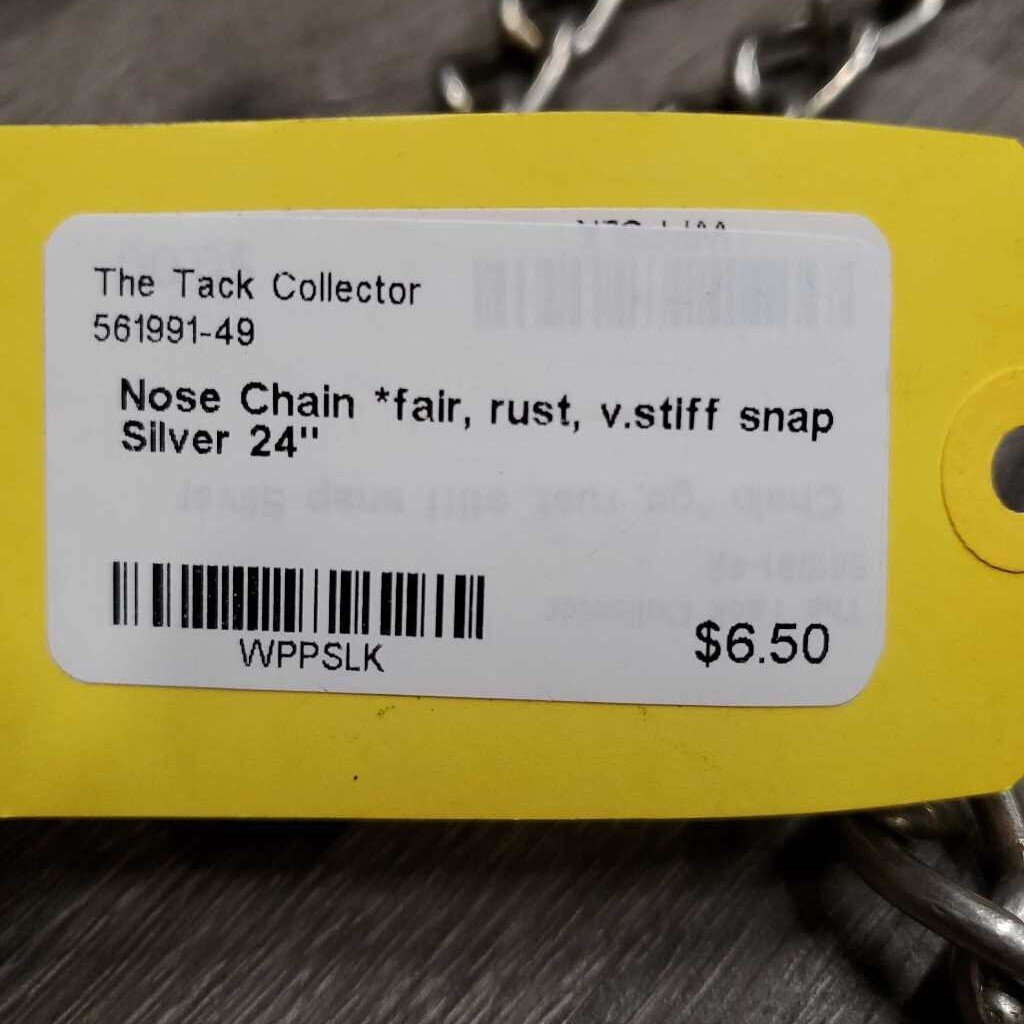 The Tack Collector
561991-49
Nose Chain *fair, rust, v.stiff snap
Silver 24"
WPPSLK
$6.50